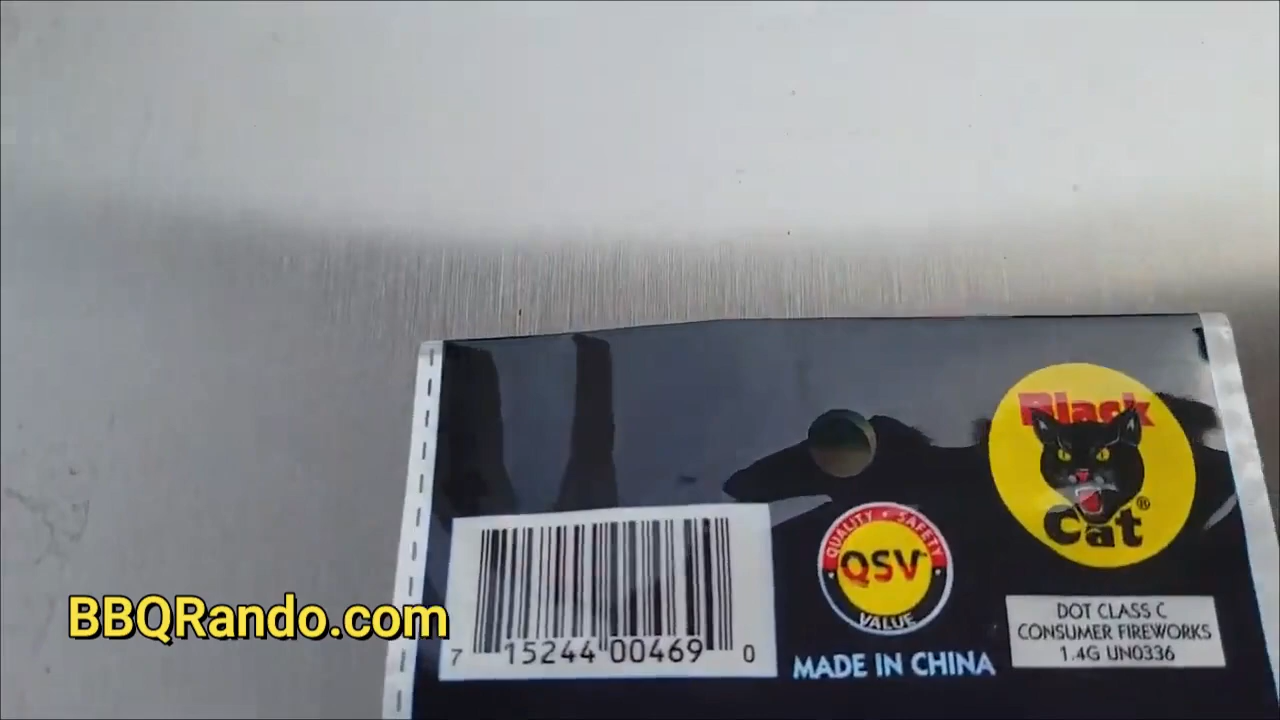 Black
Cat®
QUALITY • SAFETY
QSV
VALUE
DOT CLASS C
CONSUMER FIREWORKS
1.4G UN0336
MADE IN CHINA
7 15244 00469 0
BBQRando.com